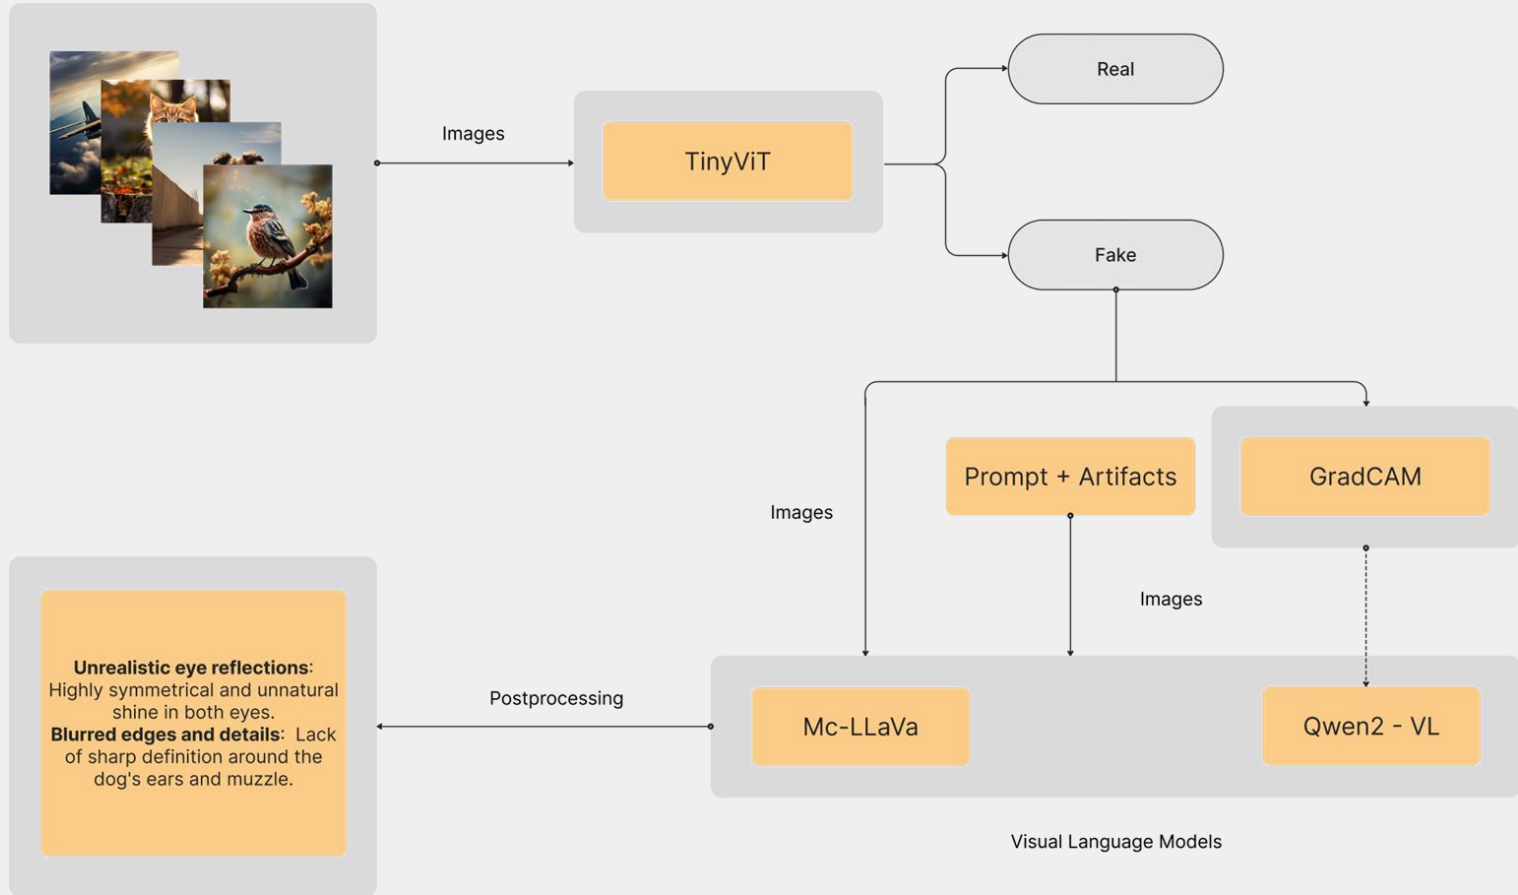 Real
Images
TinyViT
Fake
Prompt + Artifacts
GradCAM
Images
Images
Unrealistic eye reflections:
Highly symmetrical and unnatural
shine in both eyes.
Blurred edges and details:  Lack
of sharp definition around the
dog's ears and muzzle.
Postprocessing
Mc-LLaVa
Qwen2 - VL
Visual Language Models